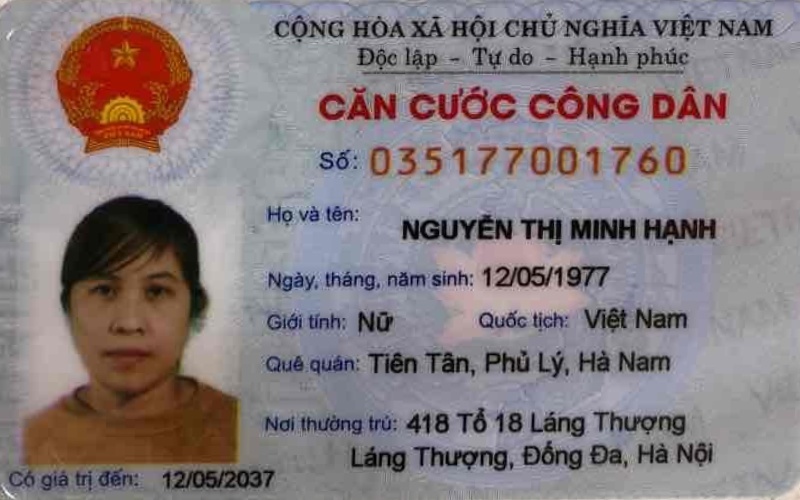 CỘNG HÒA XÃ HỘI CHỦ NGHĨA VIỆT NAM
Độc lập - Tự do - Hạnh phúc
CĂN CƯỚC CÔNG DÂN
Số: 035177001760
Họ và tên: NGUYỄN THỊ MINH HẠNH
Ngày, tháng, năm sinh: 12/05/1977
Giới tính: Nữ Quốc tịch: Việt Nam
Quê quán: Tiên Tân, Phủ Lý, Hà Nam
Nơi thường trú: 418 Tổ 18 Láng Thượng
Láng Thượng, Đống Đa, Hà Nội
Có giá trị đến: 12/05/2037